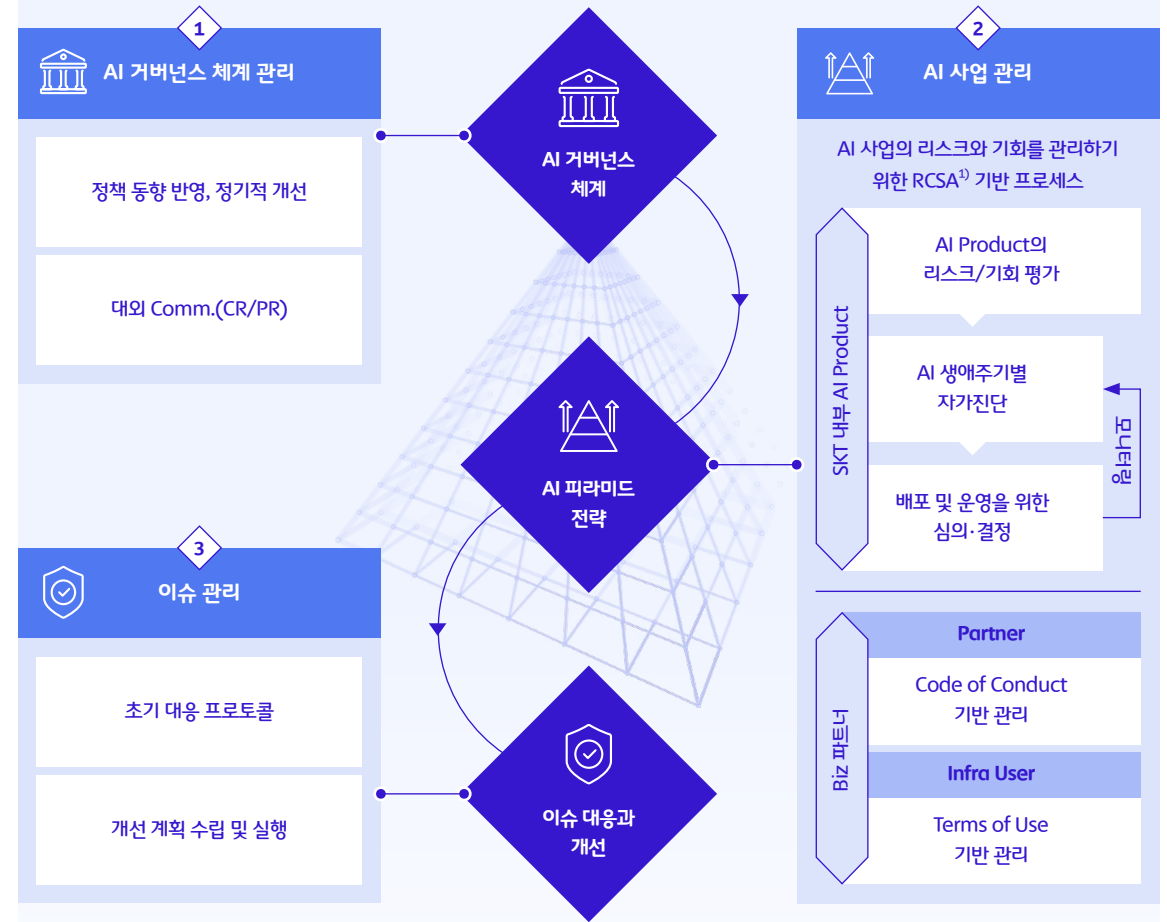 1
AI 거버넌스 체계 관리
정책 동향 반영, 정기적 개선
대외 Comm.(CR/PR)
AI 거버넌스
체계
AI 피라미드
전략
이슈 대응과
개선
2
AI 사업 관리
AI 사업의 리스크와 기회를 관리하기
위한 RCSA1) 기반 프로세스
SKT 내부 AI Product
AI Product의
리스크/기회 평가
AI 생애주기별
자가진단
배포 및 운영을 위한
심의·결정
모니터링
Biz 파트너
Partner
Code of Conduct
기반 관리
Infra User
Terms of Use
기반 관리
3
이슈 관리
초기 대응 프로토콜
개선 계획 수립 및 실행